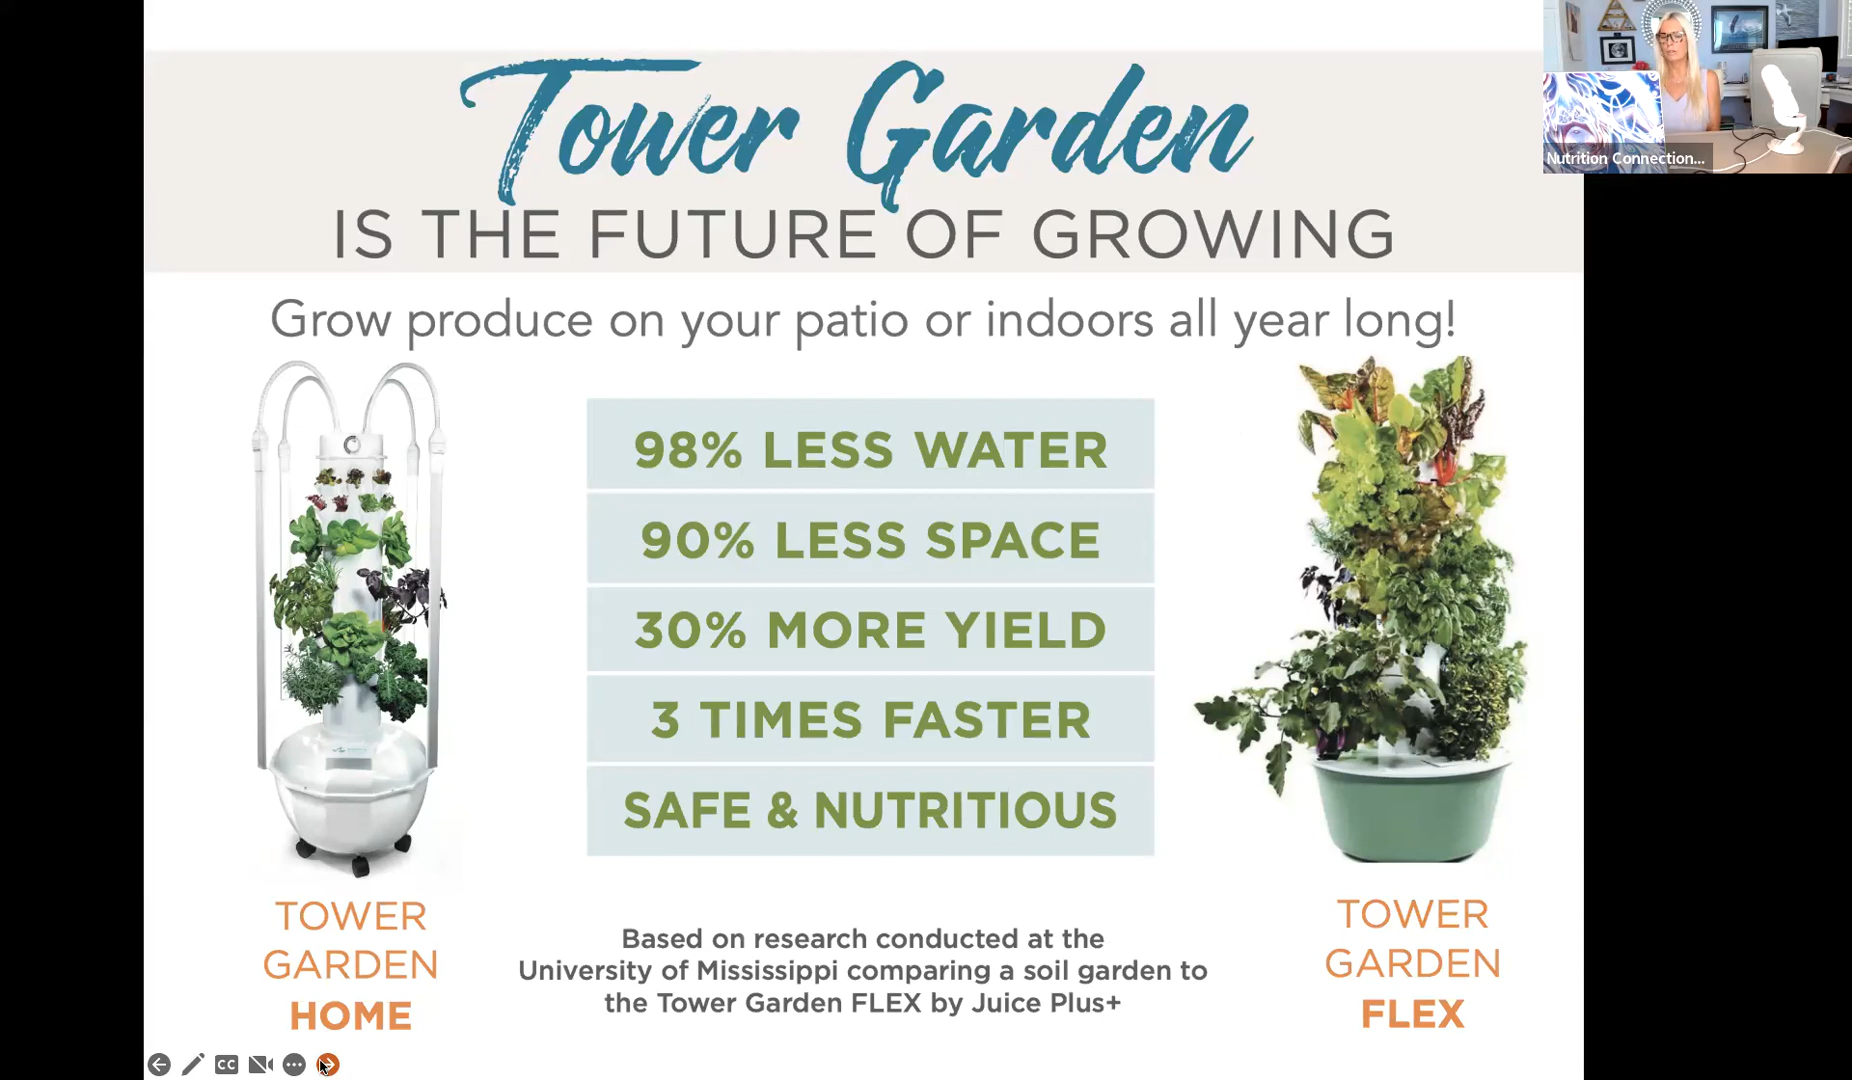 Tower Garden
IS THE FUTURE OF GROWING
Grow produce on your patio or indoors all year long!
98% LESS WATER
90% LESS SPACE
30% MORE YIELD
3 TIMES FASTER
SAFE & NUTRITIOUS
Based on research conducted at the
University of Mississippi comparing a soil garden to
the Tower Garden FLEX by Juice Plus+
TOWER
GARDEN
HOME
TOWER
GARDEN
FLEX
Nutrition Connection...
CC